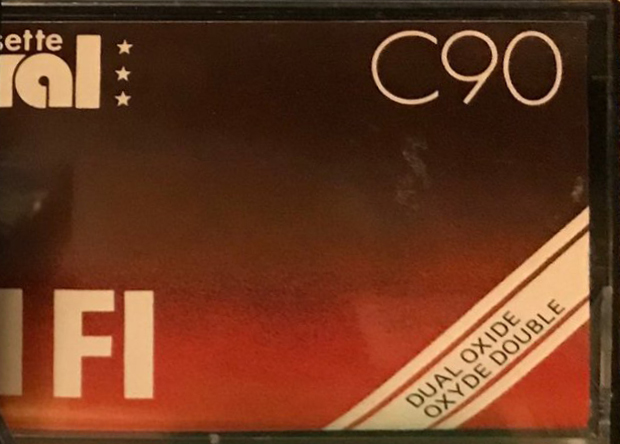 sette
ral
C90
FI
DUAL OXIDE
OXYDE DOUBLE